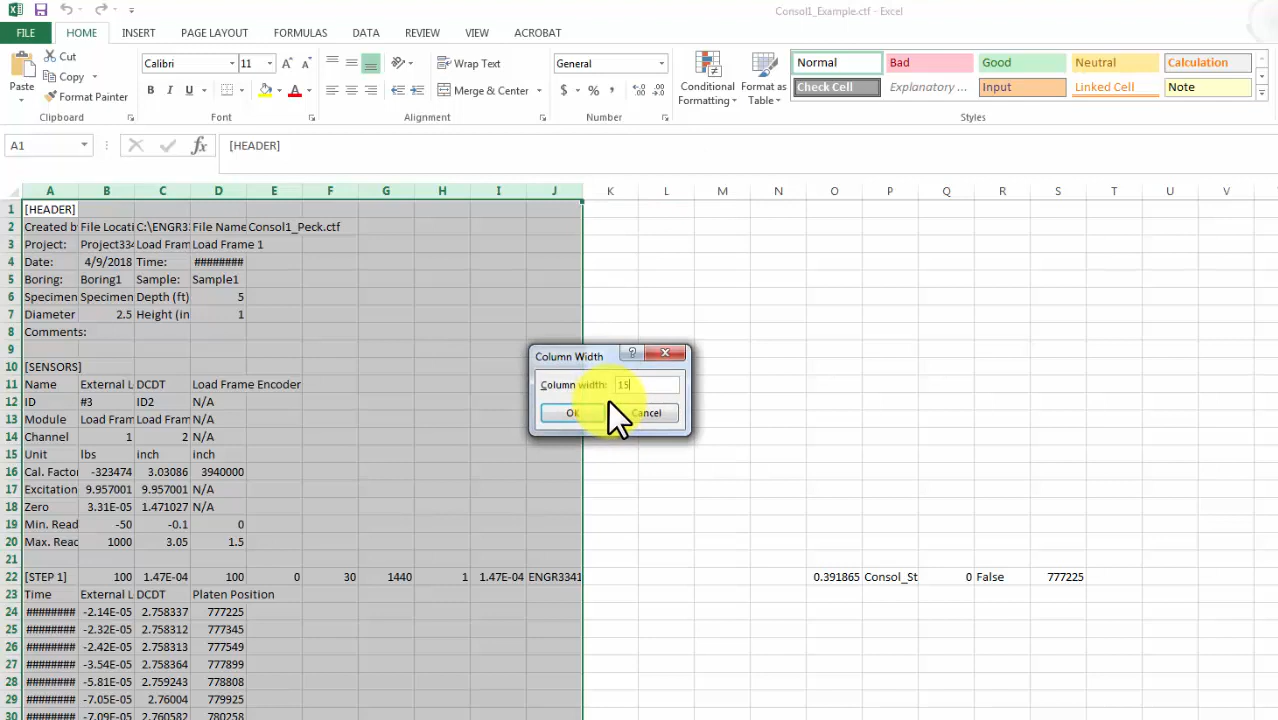 Consol1_Example.ctf - Excel
FILE HOME INSERT PAGE LAYOUT FORMULAS DATA REVIEW VIEW ACROBAT
Paste
Cut
Copy
Format Painter
Clipboard
Calibri 11
B I U
Font
Wrap Text
Merge & Center
Alignment
General
$ % ,
Number
Conditional Formatting
Format as Table
Normal Bad Good Neutral Calculation
Check Cell Explanatory ... Input Linked Cell Note
Styles
A1 fx [HEADER]
A B C D E F G H I J K L M N O P Q R S T U V
1 [HEADER]
2 Created by File Locati C:\ENGR3 File Name Consol1_Peck.ctf
3 Project: Project334 Load Fram Load Frame 1
4 Date: 4/9/2018 Time: ########
5 Boring: Boring1 Sample: Sample1
6 Specimen Specimen Depth (ft) 5
7 Diameter 2.5 Height (in 1
8 Comments:
9
10 [SENSORS]
11 Name External L DCDT Load Frame Encoder
12 ID #3 ID2 N/A
13 Module Load Fram Load Fram N/A
14 Channel 1 2 N/A
15 Unit lbs inch inch
16 Cal. Factor -323474 3.03086 3940000
17 Excitation 9.957001 9.957001 N/A
18 Zero 3.31E-05 1.471027 N/A
19 Min. Read -50 -0.1 0
20 Max. Read 1000 3.05 1.5
21
22 [STEP 1] 100 1.47E-04 100 0 30 1440 1 1.47E-04 ENGR3341 0.391865 Consol_St 0 False 777225
23 Time External L DCDT Platen Position
24 ######## -2.14E-05 2.758337 777225
25 ######## -2.32E-05 2.758312 777345
26 ######## -2.42E-05 2.758313 777549
27 ######## -3.54E-05 2.758364 777899
28 ######## -5.81E-05 2.759243 778808
29 ######## -7.05E-05 2.76004 779925
30 ######## -7.09E-05 2.760582 780258
Column Width
?
Column width: 15
OK Cancel